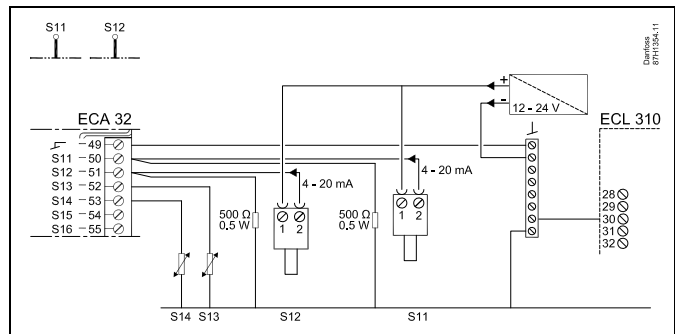 S11 S12
Danfoss
87H1354.11
+
-
12 - 24 V
ECA 32
ECL 310
49
S11 - 50
S12 - 51
S13 - 52
S14 - 53
S15 - 54
S16 - 55
4 - 20 mA
4 - 20 mA
500 Ω
0.5 W
1 2
500 Ω
0.5 W
1 2
28
29
30
31
32
S14 S13 S12 S11